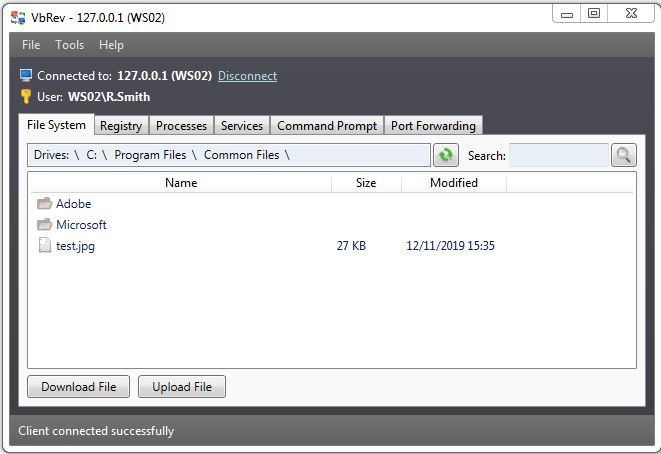 VbRev - 127.0.0.1 (WS02)
File Tools Help
Connected to: 127.0.0.1 (WS02) Disconnect
User: WS02\R.Smith
File System Registry Processes Services Command Prompt Port Forwarding
Drives: \ C: \ Program Files \ Common Files \ Search:
Name Size Modified
Adobe
Microsoft
test.jpg 27 KB 12/11/2019 15:35
Download File Upload File
Client connected successfully